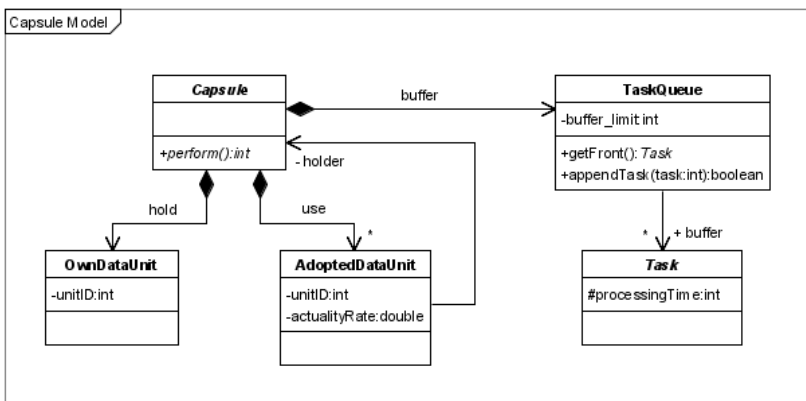 Capsule Model
Capsule
+perform():int
buffer
TaskQueue
-buffer_limit:int
+getFront():Task
+appendTask(task:int):boolean
- holder
hold
use
*
* + buffer
OwnDataUnit
-unitID:int
AdoptedDataUnit
-unitID:int
-actualityRate:double
Task
#processingTime:int